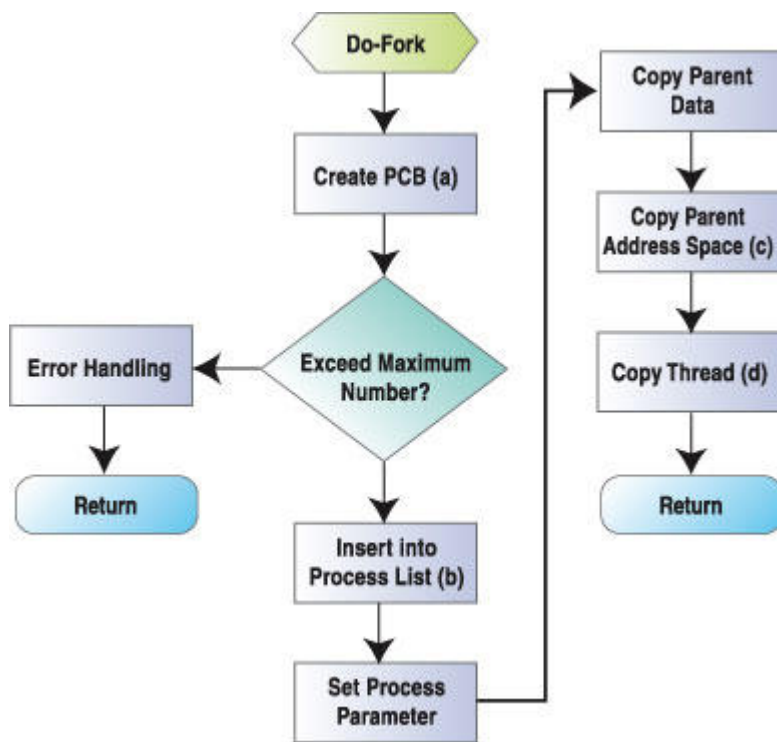 Do-Fork
Create PCB (a)
Exceed Maximum
Number?
Error Handling
Return
Insert into
Process List (b)
Set Process
Parameter
Copy Parent
Data
Copy Parent
Address Space (c)
Copy Thread (d)
Return